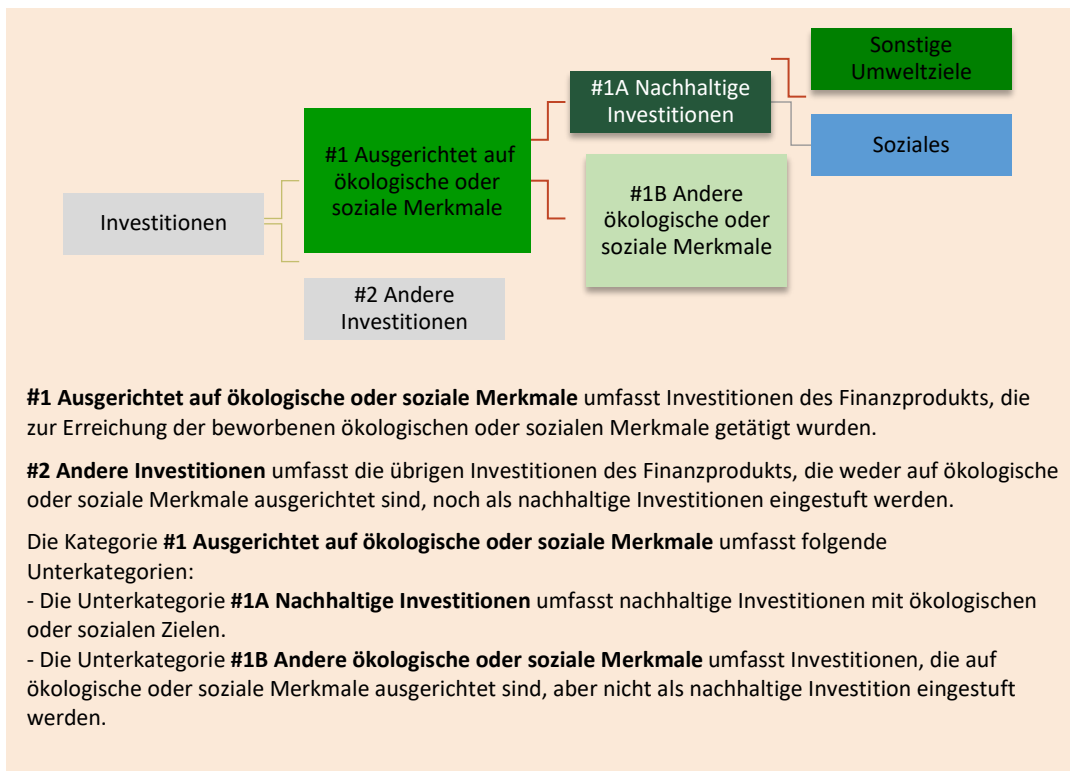 Sonstige
Umweltziele
#1A Nachhaltige
Investitionen
Soziales
#1 Ausgerichtet auf
ökologische oder
soziale Merkmale
#1B Andere
ökologische oder
soziale Merkmale
Investitionen
#2 Andere
Investitionen
#1 Ausgerichtet auf ökologische oder soziale Merkmale umfasst Investitionen des Finanzprodukts, die
zur Erreichung der beworbenen ökologischen oder sozialen Merkmale getätigt wurden.
#2 Andere Investitionen umfasst die übrigen Investitionen des Finanzprodukts, die weder auf ökologische
oder soziale Merkmale ausgerichtet sind, noch als nachhaltige Investitionen eingestuft werden.
Die Kategorie #1 Ausgerichtet auf ökologische oder soziale Merkmale umfasst folgende
Unterkategorien:
- Die Unterkategorie #1A Nachhaltige Investitionen umfasst nachhaltige Investitionen mit ökologischen
oder sozialen Zielen.
- Die Unterkategorie #1B Andere ökologische oder soziale Merkmale umfasst Investitionen, die auf
ökologische oder soziale Merkmale ausgerichtet sind, aber nicht als nachhaltige Investition eingestuft
werden.